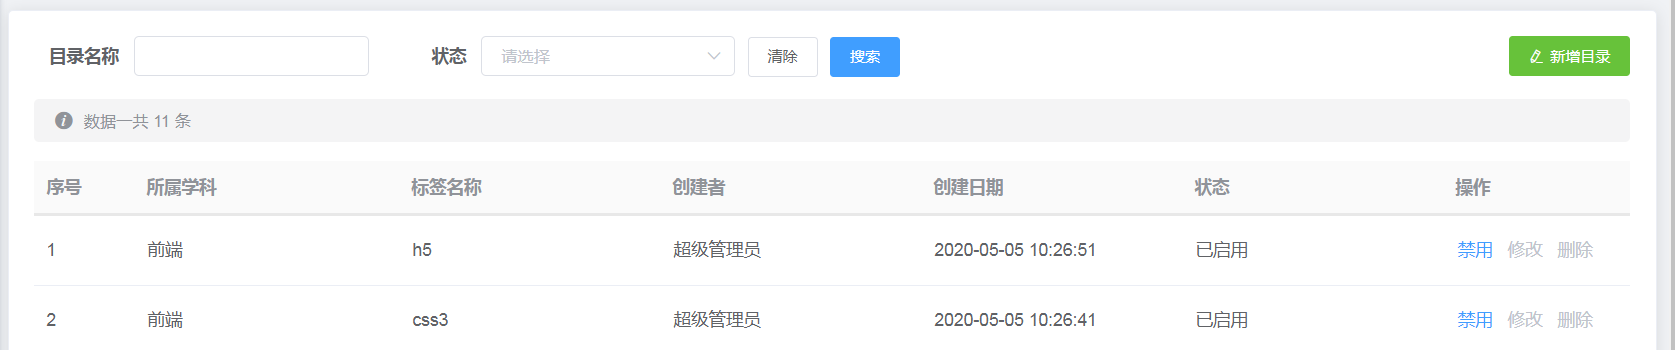 目录名称 状态 请选择 清除 搜索 新增目录
数据一共 11 条
序号 所属学科 标签名称 创建者 创建日期 状态 操作
1 前端 h5 超级管理员 2020-05-05 10:26:51 已启用 禁用 修改 删除
2 前端 css3 超级管理员 2020-05-05 10:26:41 已启用 禁用 修改 删除